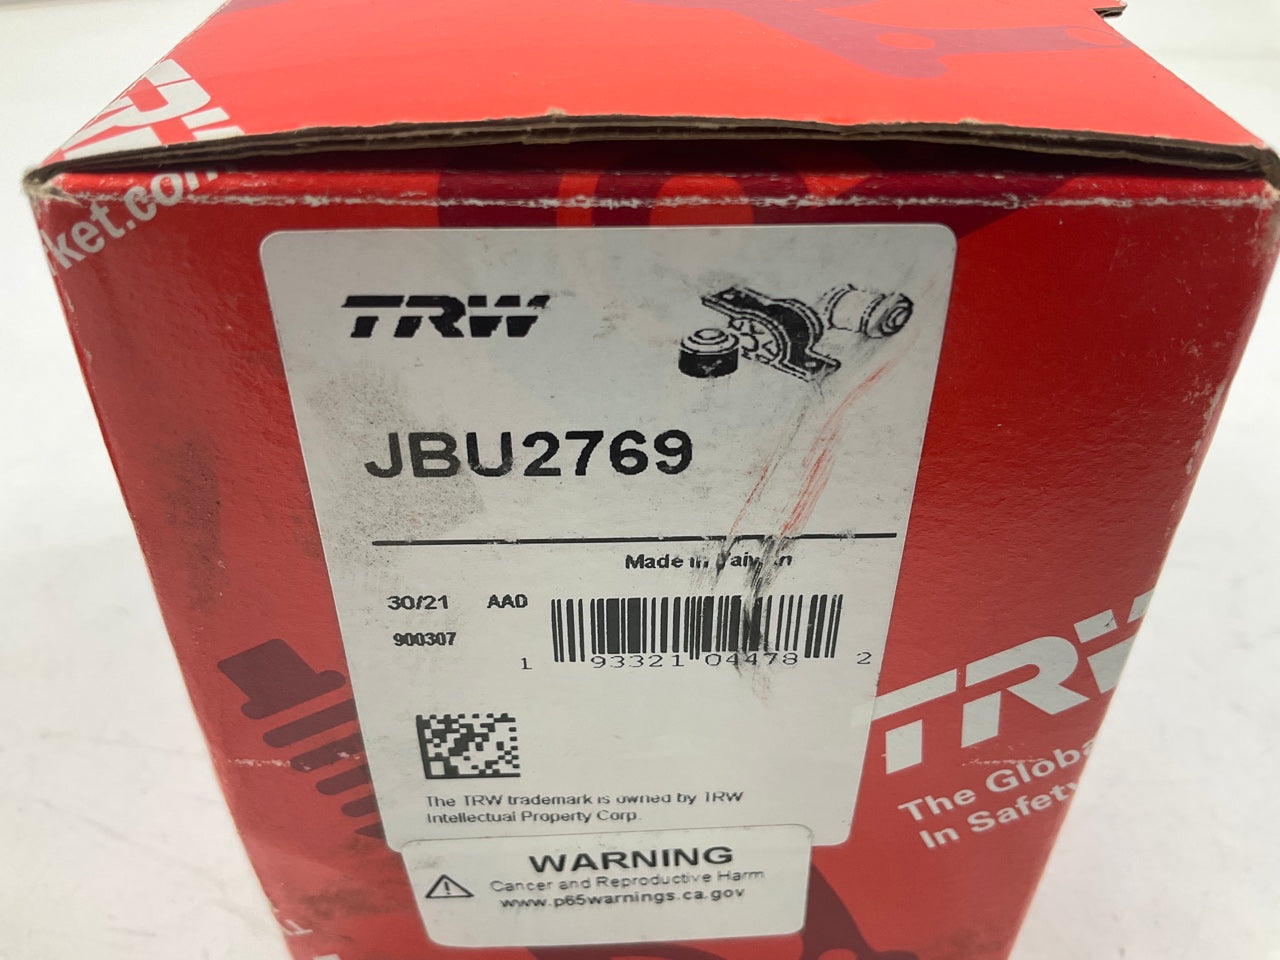 ket.com
TRW
JBU2769
Made in Taiwan
30/21 AAD
900307
1 93321 04478 2
The TRW trademark is owned by TRW
Intellectual Property Corp.
WARNING
Cancer and Reproductive Harm
www.p65warnings.ca.gov
TRW
The Globa
In Safety